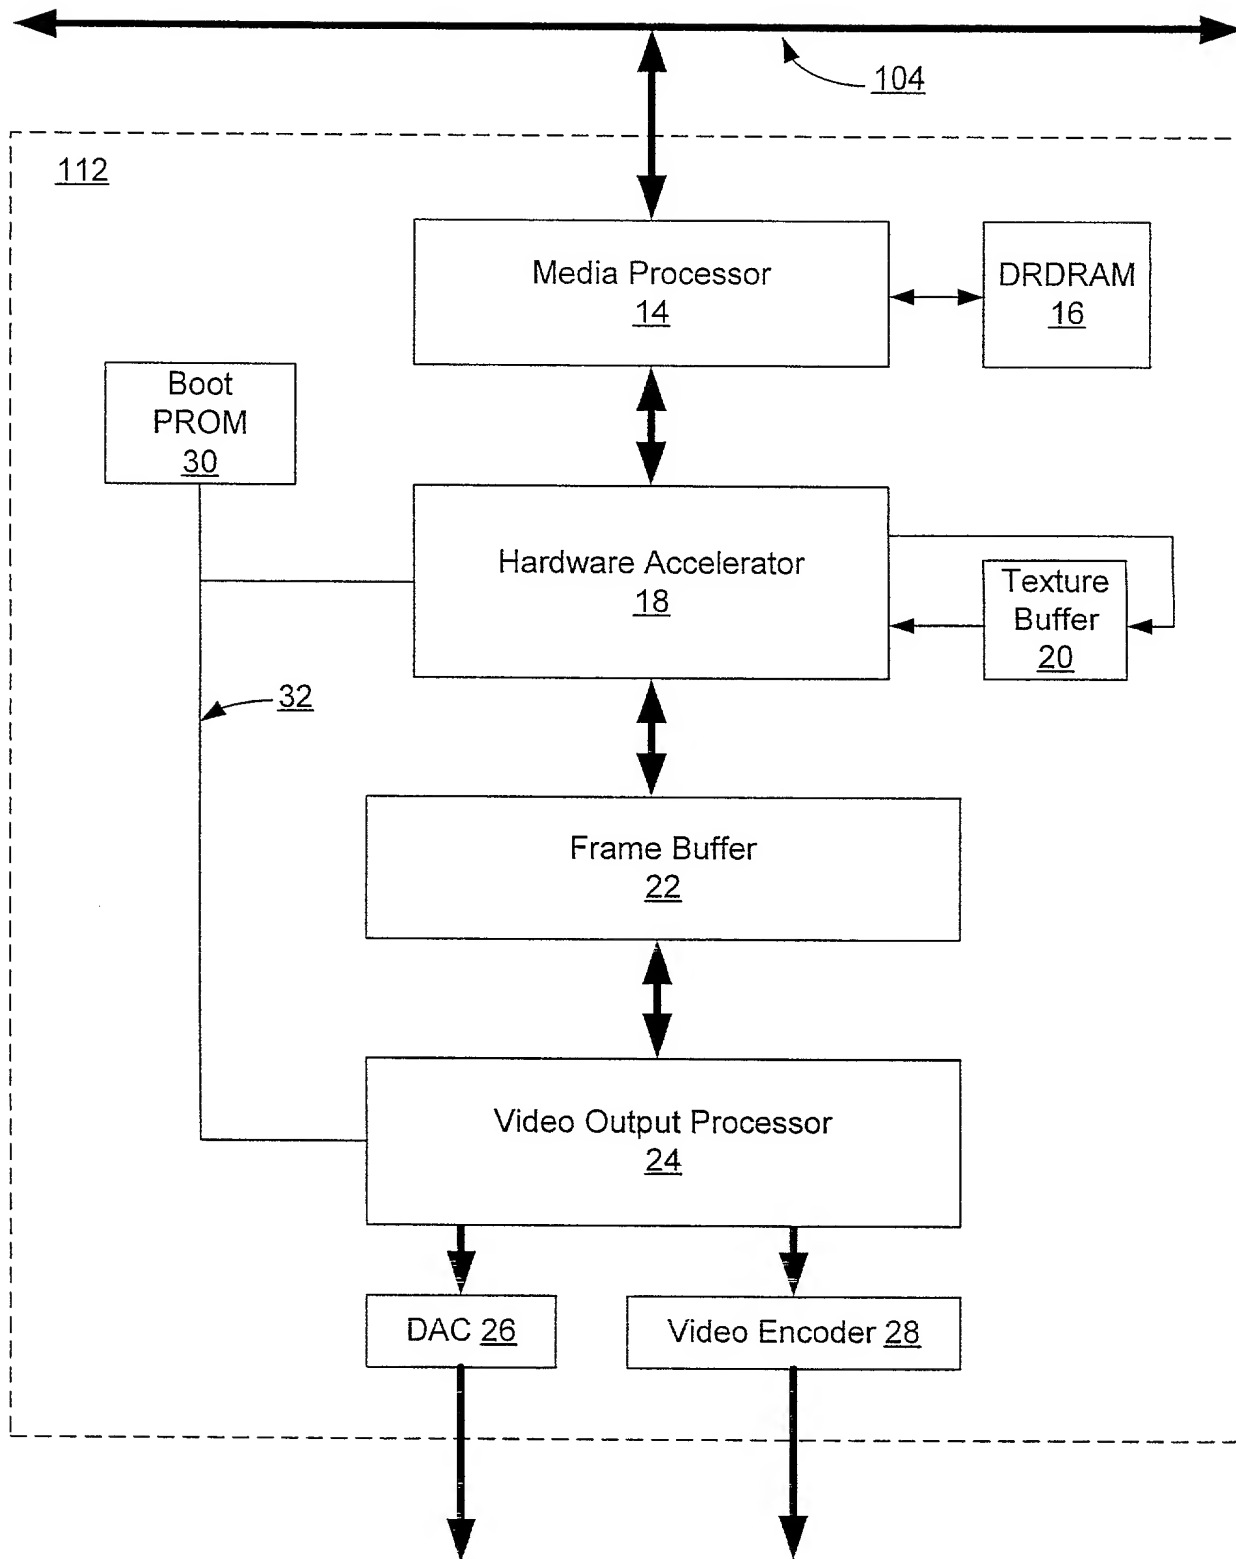 104
112
Media Processor
14
DRDRAM
16
Boot
PROM
30
Hardware Accelerator
18
Texture
Buffer
20
32
Frame Buffer
22
Video Output Processor
24
DAC 26
Video Encoder 28